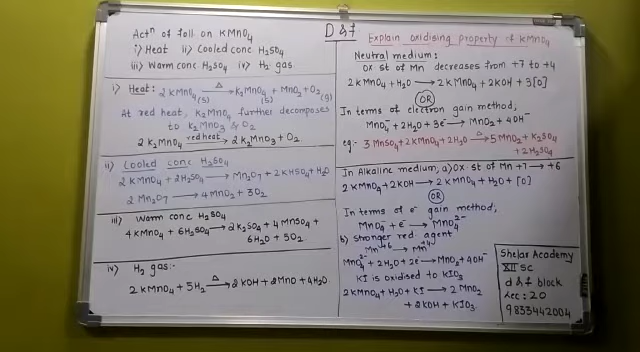 D & f
Actn of foll. on KMnO4
i) Heat ii) Cooled conc H2SO4
iii) Warm conc. H2SO4 iv) H2 gas.
i) Heat: 2KMnO4(s) —Δ→ K2MnO4(s) + MnO2 + O2(g)
At red heat, K2MnO4 further decomposes
to K2MnO3 & O2
2K2MnO4 —red heat→ 2K2MnO3 + O2
ii) Cooled conc H2SO4
2KMnO4 + 2H2SO4 → Mn2O7 + 2KHSO4 + H2O
2Mn2O7 → 4MnO2 + 3O2
iii) Warm conc H2SO4
4KMnO4 + 6H2SO4 → 2K2SO4 + 4MnSO4 +
6H2O + 5O2
iv) H2 gas:-
2KMnO4 + 5H2 —Δ→ 2KOH + 2MnO + 4H2O
Explain oxidising property of KMnO4
Neutral medium:
ox st of Mn decreases from +7 to +4
2KMnO4 + H2O → 2KMnO4 + 2KOH + 3[O]
OR
In terms of electron gain method;
MnO4- + 2H2O + 3e- → MnO2 + 4OH-
eg:- 3MnSO4 + 2KMnO4 + 2H2O —Δ→ 5MnO2 + K2SO4
+ 2H2SO4
In Alkaline medium, a) ox. st of Mn +7 → +6
2KMnO4 + 2KOH → 2KMnO4 + H2O + [O]
OR
In terms of e- gain method;
MnO4- + e- → MnO4 2-
b) Stronger red. agent
Mn+6 → Mn+4
MnO4 2- + 2H2O + 2e- → MnO2 + 4OH-
KI is oxidised to KIO3
2KMnO4 + H2O + KI → 2MnO2
+ 2KOH + KIO3
Shelar Academy
XII SC
d & f block
Lec: 20
9833442004